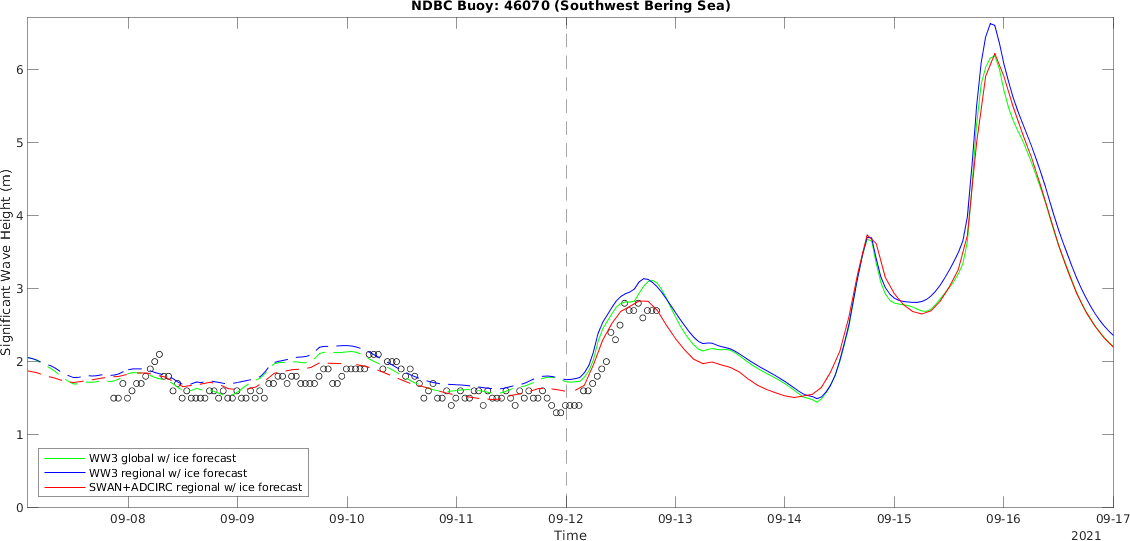 NDBC Buoy: 46070 (Southwest Bering Sea)
Significant Wave Height (m)
6
5
4
3
2
1
0
WW3 global w/ ice forecast
WW3 regional w/ ice forecast
SWAN+ADCIRC regional w/ ice forecast
09-08 09-09 09-10 09-11 09-12 09-13 09-14 09-15 09-16 09-17
Time
2021